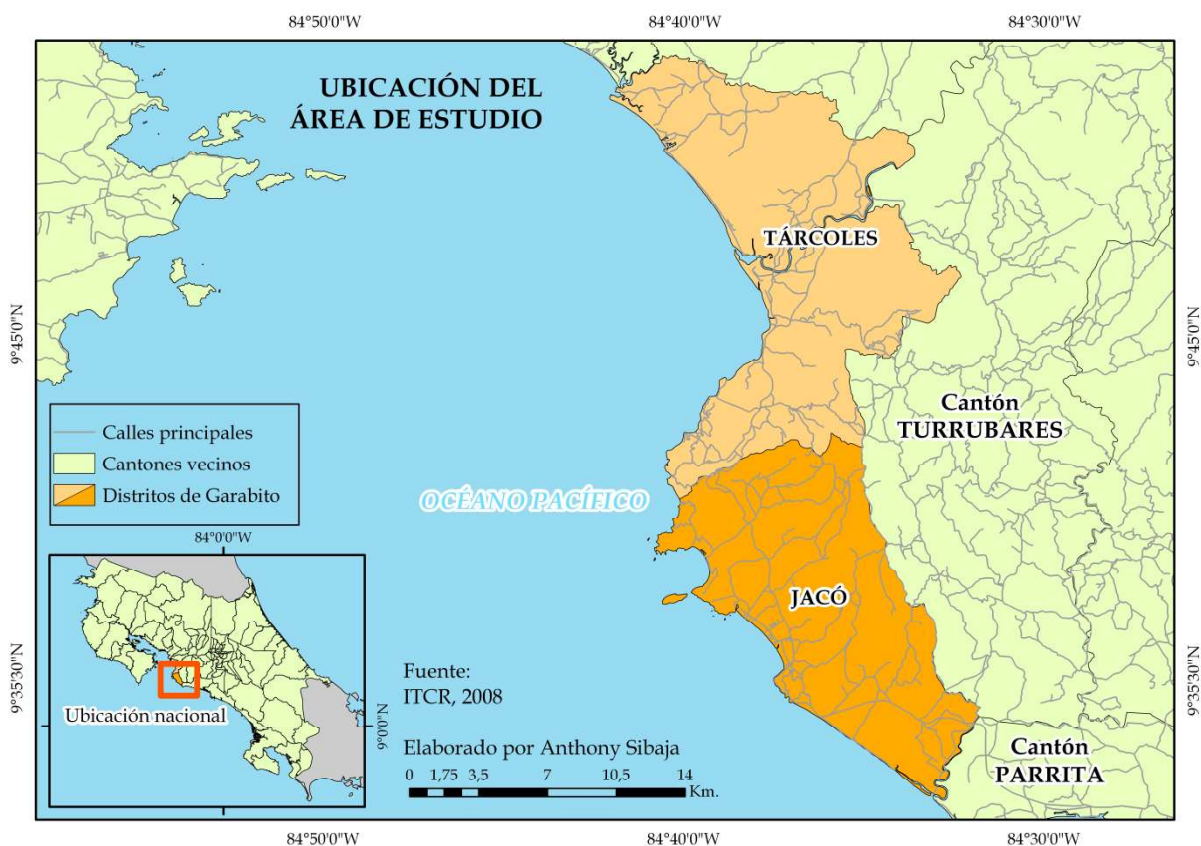 84°50'0"W
84°40'0"W
84°30'0"W
UBICACIÓN DEL
ÁREA DE ESTUDIO
TÁRCOLES
9°45'0"N
9°45'0"N
Cantón
TURRUBARES
Calles principales
Cantones vecinos
Distritos de Garabito
OCÉANO PACÍFICO
84°0'0"W
JACÓ
9°35'30"N
9°35'30"N
Fuente:
ITCR, 2008
Ubicación nacional
9°0'0"N
Elaborado por Anthony Sibaja
Cantón
PARRITA
0 1,75 3,5 7 10,5 14
Km.
84°50'0"W
84°40'0"W
84°30'0"W